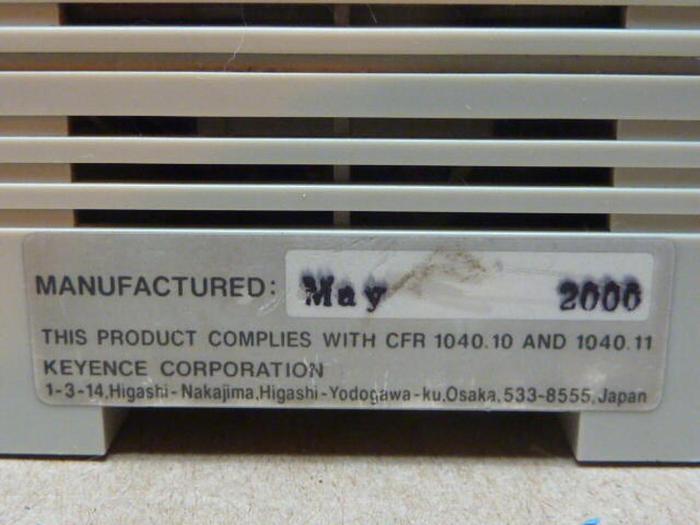 MANUFACTURED: May 2000
THIS PRODUCT COMPLIES WITH CFR 1040.10 AND 1040.11
KEYENCE CORPORATION
1-3-14,Higashi-Nakajima,Higashi-Yodogawa-ku,Osaka,533-8555,Japan